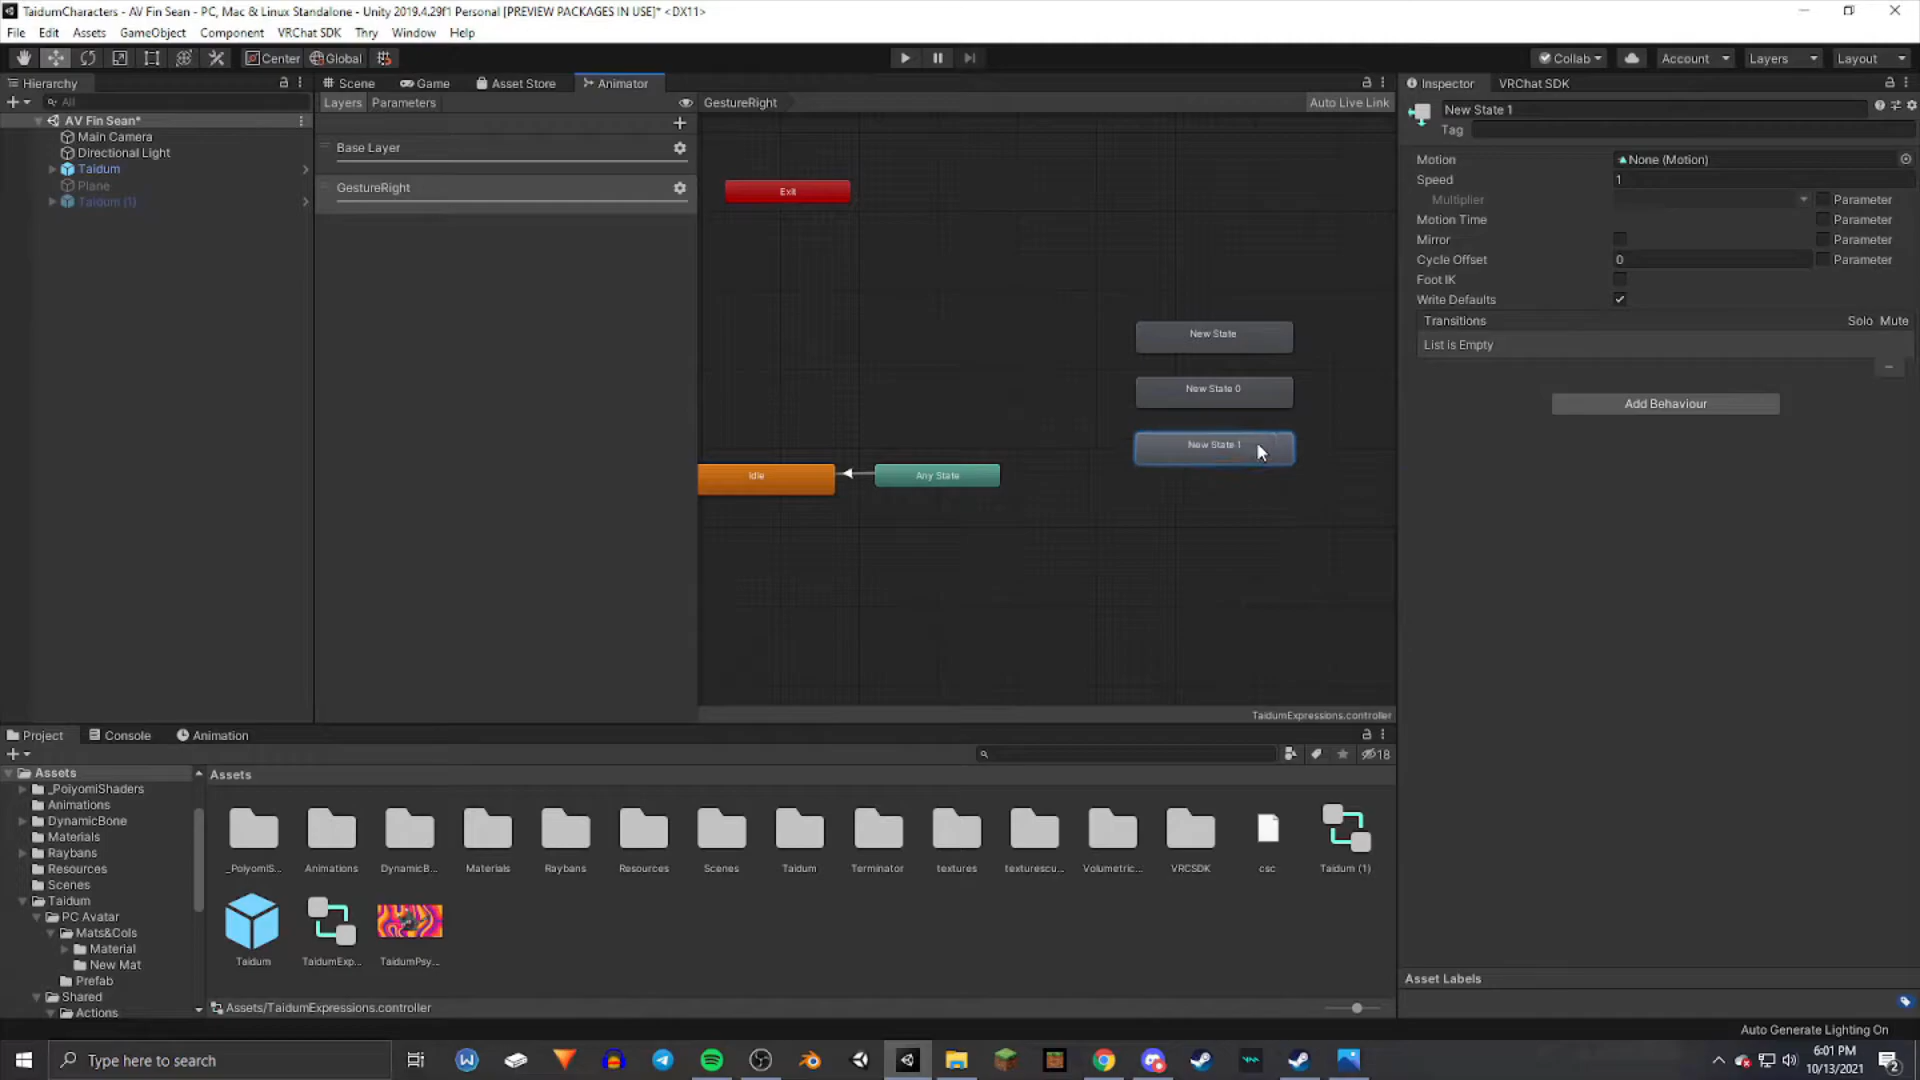 TaidumCharacters - AV Fin Sean - PC, Mac & Linux Standalone - Unity 2019.4.29f1 Personal [PREVIEW PACKAGES IN USE]* <DX11>
File Edit Assets GameObject Component VRChat SDK Thry Window Help
Center Global Collab Account Layers Layout
Hierarchy Scene Game Asset Store Animator Inspector VRChat SDK
All Layers Parameters GestureRight Auto Live Link New State 1
AV Fin Sean*
Tag
Main Camera
Directional Light
Taidum
Plane
Taidum (1)
Base Layer
GestureRight
Exit
New State
New State 0
New State 1
Idle Any State
TaidumExpressions.controller
Motion None (Motion)
Speed 1
Multiplier Parameter
Motion Time Parameter
Mirror Parameter
Cycle Offset 0 Parameter
Foot IK
Write Defaults
Transitions Solo Mute
List is Empty
Add Behaviour
Asset Labels
Project Console Animation
18
Assets
_PoiyomiShaders
Animations
DynamicBone
Materials
Raybans
Resources
Scenes
Taidum
PC Avatar
Mats&Cols
Material
New Mat
Prefab
Shared
Actions
Assets
_PoiyomiS... Animations DynamicB... Materials Raybans Resources Scenes Taidum Terminator textures texturescu... Volumetric... VRCSDK csc Taidum (1)
Taidum TaidumExp... TaidumPsy...
Assets/TaidumExpressions.controller
Auto Generate Lighting On
Type here to search
6:01 PM
10/13/2021
2